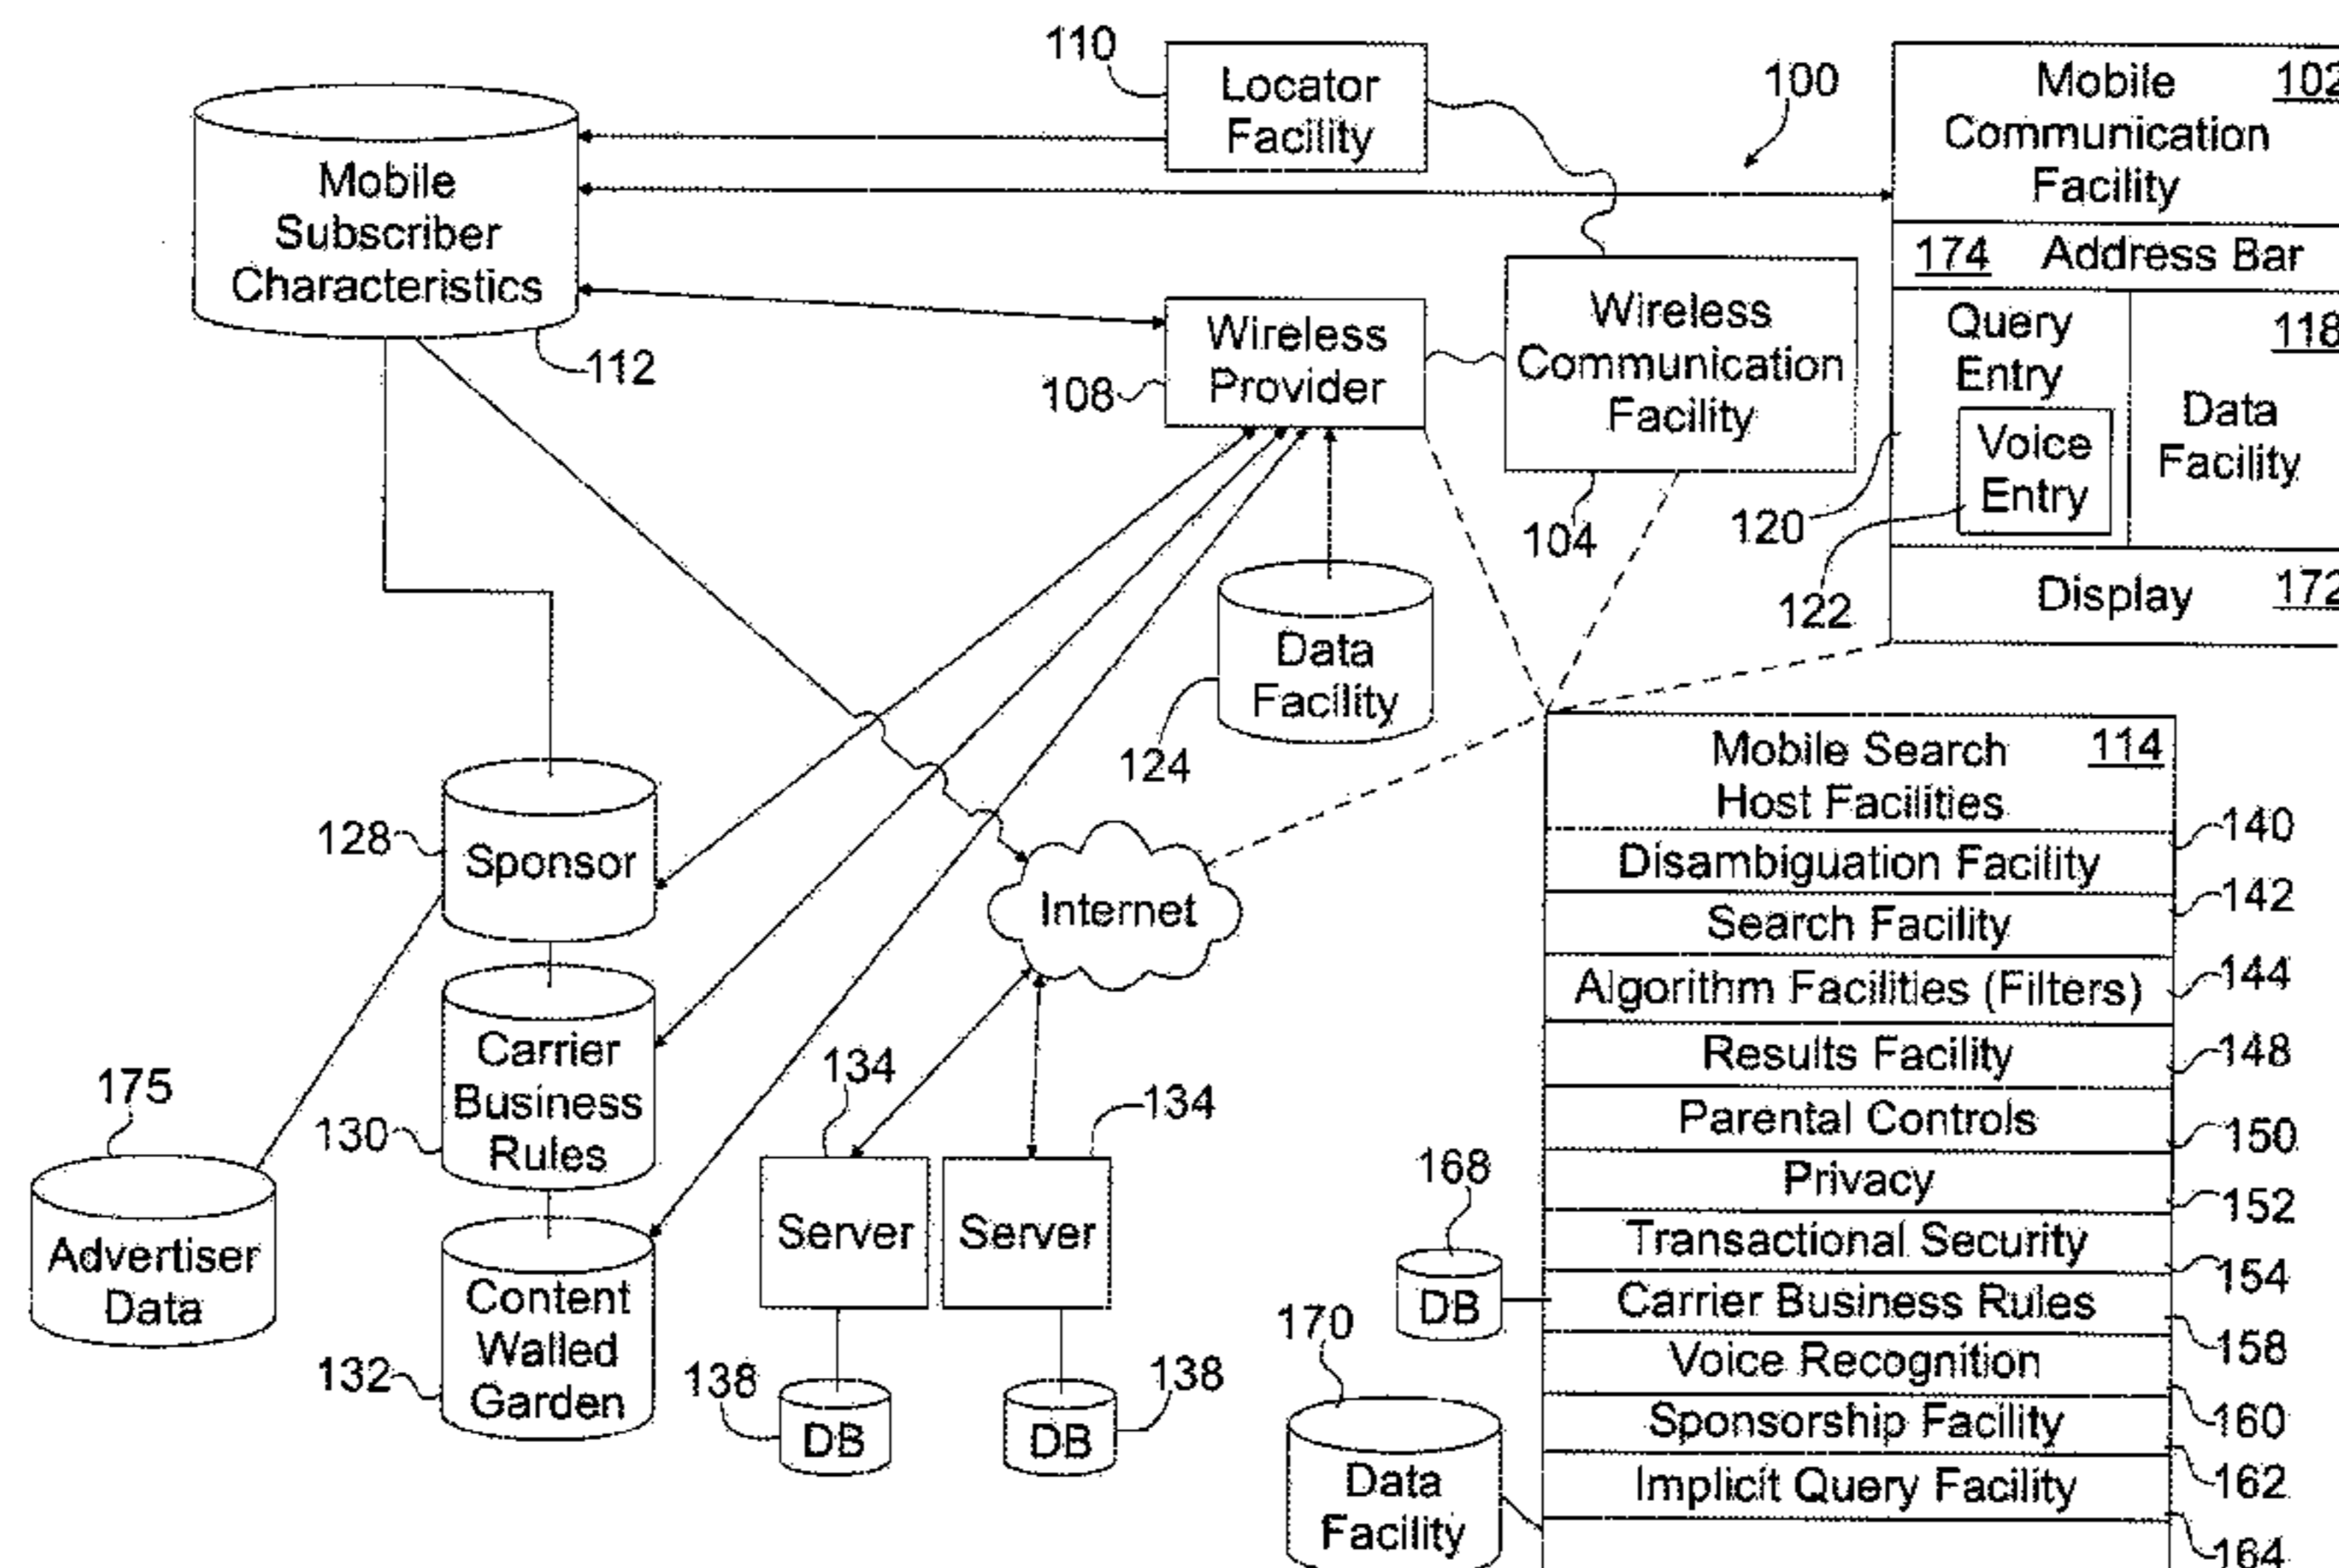 110
Locator
Facility
100
Mobile
Communication
Facility
102
174
Address Bar
Query
Entry
Voice
Entry
118
Data
Facility
120
122
Display
172
Mobile
Subscriber
Characteristics
112
Wireless
Provider
108
Wireless
Communication
Facility
104
Data
Facility
124
128
Sponsor
Internet
Carrier
Business
Rules
130
175
Advertiser
Data
Content
Walled
Garden
132
134
134
Server
Server
138
DB
DB
138
Mobile Search
Host Facilities
114
140
Disambiguation Facility
142
Search Facility
144
Algorithm Facilities (Filters)
148
Results Facility
Parental Controls
150
Privacy
152
Transactional Security
154
168
DB
Carrier Business Rules
158
Voice Recognition
160
Sponsorship Facility
162
Implicit Query Facility
164
170
Data
Facility